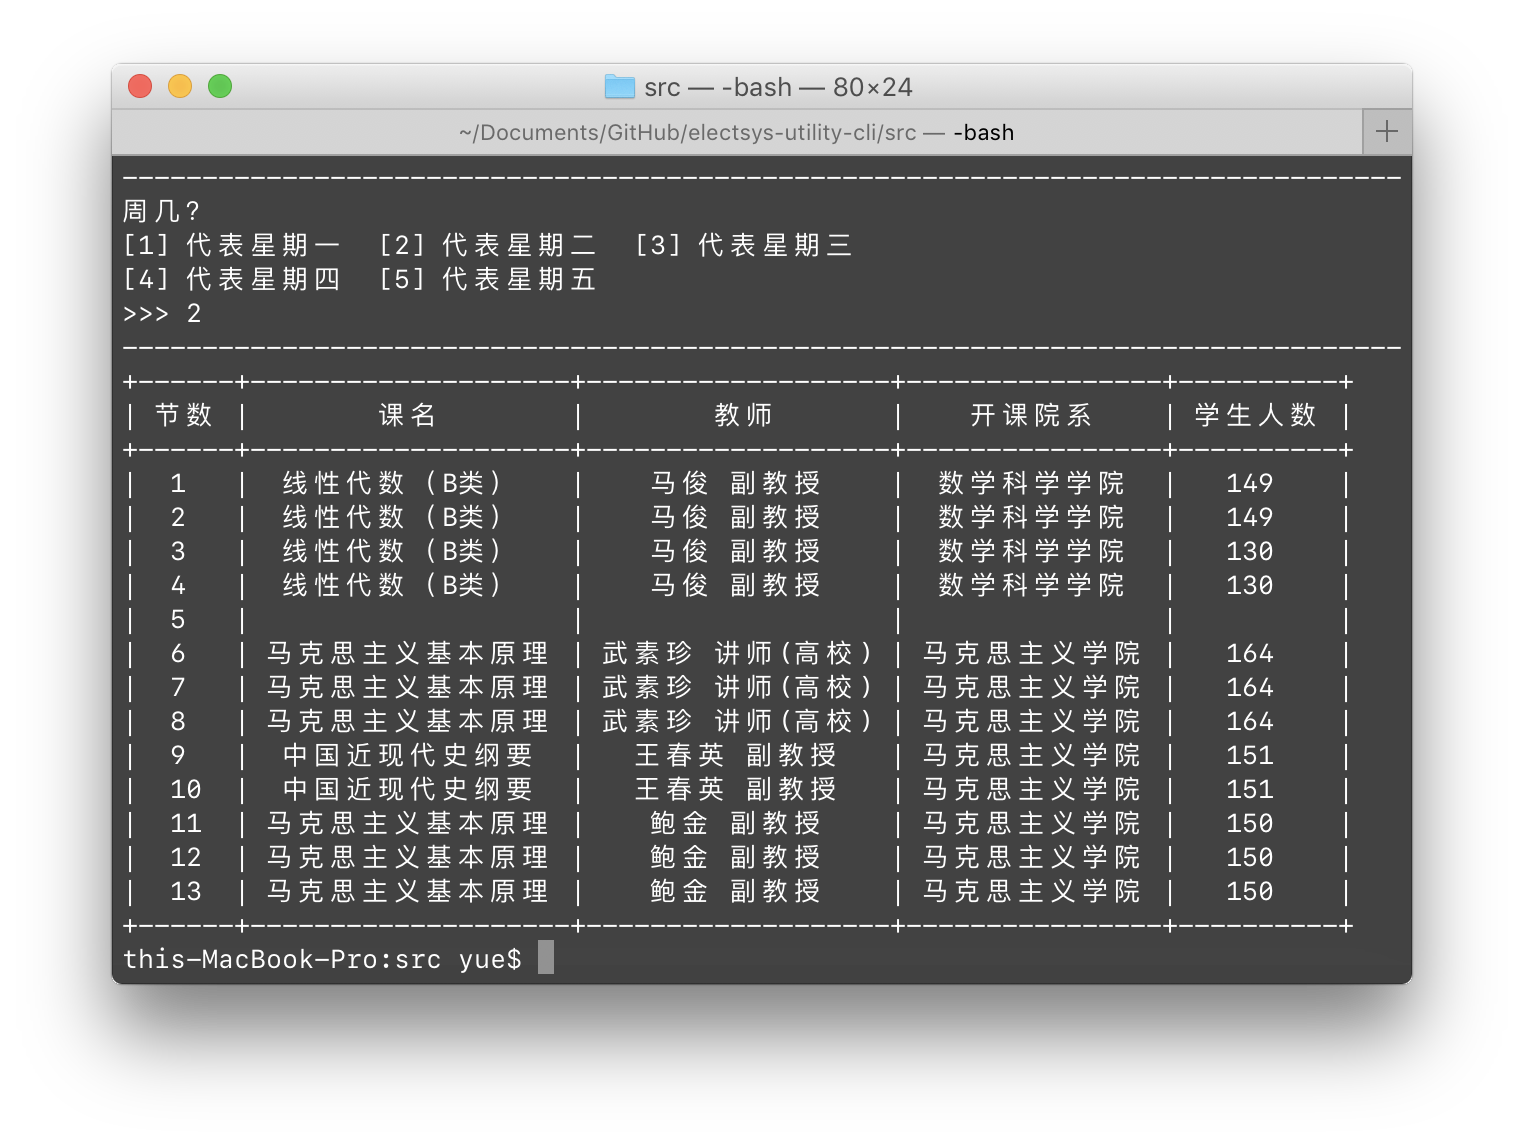 src — -bash — 80×24
~/Documents/GitHub/electsys-utility-cli/src — -bash
--------------------------------------------------------------------------------
周几?
[1] 代表星期一  [2] 代表星期二  [3] 代表星期三
[4] 代表星期四  [5] 代表星期五
>>> 2
--------------------------------------------------------------------------------
+------+--------------------+-------------------+----------------+----------+
| 节数 | 课名 | 教师 | 开课院系 | 学生人数 |
+------+--------------------+-------------------+----------------+----------+
| 1 | 线性代数（B类） | 马俊 副教授 | 数学科学学院 | 149 |
| 2 | 线性代数（B类） | 马俊 副教授 | 数学科学学院 | 149 |
| 3 | 线性代数（B类） | 马俊 副教授 | 数学科学学院 | 130 |
| 4 | 线性代数（B类） | 马俊 副教授 | 数学科学学院 | 130 |
| 5 | | | | |
| 6 | 马克思主义基本原理 | 武素珍 讲师(高校) | 马克思主义学院 | 164 |
| 7 | 马克思主义基本原理 | 武素珍 讲师(高校) | 马克思主义学院 | 164 |
| 8 | 马克思主义基本原理 | 武素珍 讲师(高校) | 马克思主义学院 | 164 |
| 9 | 中国近现代史纲要 | 王春英 副教授 | 马克思主义学院 | 151 |
| 10 | 中国近现代史纲要 | 王春英 副教授 | 马克思主义学院 | 151 |
| 11 | 马克思主义基本原理 | 鲍金 副教授 | 马克思主义学院 | 150 |
| 12 | 马克思主义基本原理 | 鲍金 副教授 | 马克思主义学院 | 150 |
| 13 | 马克思主义基本原理 | 鲍金 副教授 | 马克思主义学院 | 150 |
+------+--------------------+-------------------+----------------+----------+
this-MacBook-Pro:src yue$